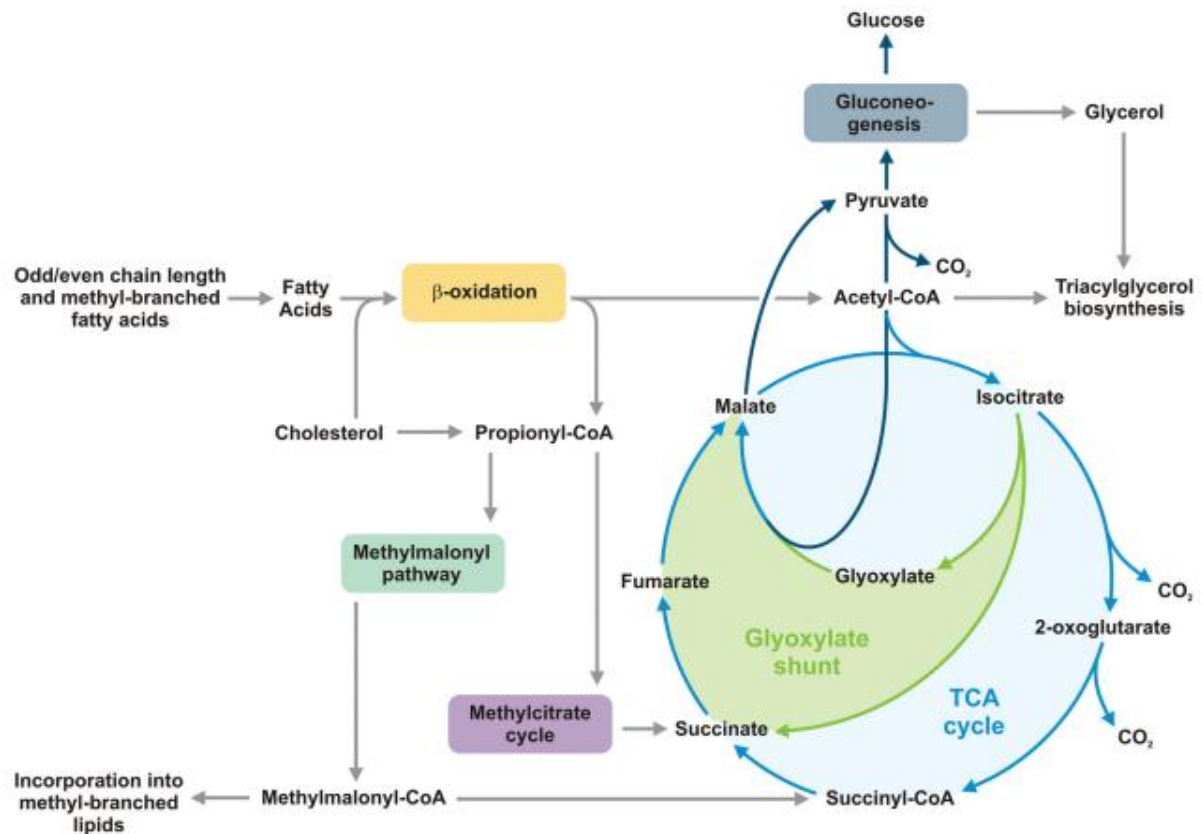 Glucose
Gluconeo-
genesis
Glycerol
Pyruvate
CO₂
Odd/even chain length
and methyl-branched
fatty acids
Fatty
Acids
β-oxidation
Acetyl-CoA
Triacylglycerol
biosynthesis
Malate
Isocitrate
Cholesterol
Propionyl-CoA
Methylmalonyl
pathway
Fumarate
Glyoxylate
CO₂
2-oxoglutarate
Glyoxylate
shunt
TCA
cycle
Methylcitrate
cycle
Succinate
CO₂
Incorporation into
methyl-branched
lipids
Methylmalonyl-CoA
Succinyl-CoA